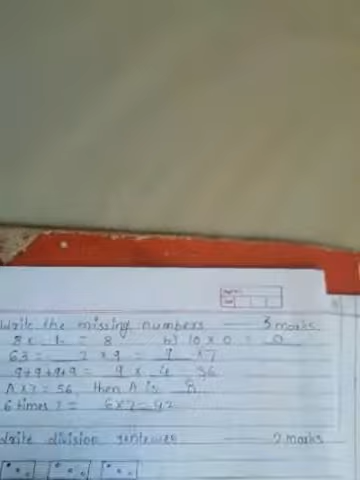 Write the missing numbers 3 marks
8 x 1 = 8 b) 10 x 0 = 0
63 = 7 x 9 = 9 x 7
9+9+9+9 = 9 x 4 36
A x 7 = 56, then A is 8
6 times 7 = 6x7=42
Write division sentences 2 marks